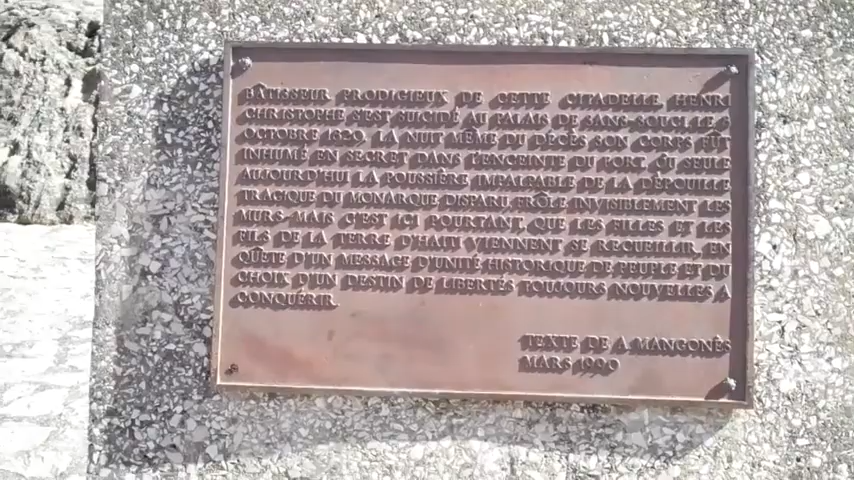 BÂTISSEUR PRODIGIEUX DE CETTE CITADELLE HENRI
CHRISTOPHE S'EST SUICIDÉ AU PALAIS DE SANS-SOUCI LE 8
OCTOBRE 1820, LA NUIT MÊME DU DÉCÈS SON CORPS FÛT
INHUMÉ EN SECRET DANS L'ENCEINTE DU FORT, OÙ SEULE
AUJOURD'HUI LA POUSSIÈRE IMPALPABLE DE LA DÉPOUILLE
TRAGIQUE DU MONARQUE DISPARU, FRÔLE INVISIBLEMENT LES
MURS- MAIS C'EST ICI POURTANT, QUE LES FILLES ET LES
FILS DE LA TERRE D'HAÏTI VIENNENT SE RECUEILLIR, EN
QUÊTE D'UN MESSAGE D'UNITÉ HISTORIQUE DE PEUPLE ET DU
CHOIX D'UN DESTIN DE LIBERTÉS TOUJOURS NOUVELLES A
CONQUÉRIR.
TEXTE DE A MANGONÈS
MARS 1990